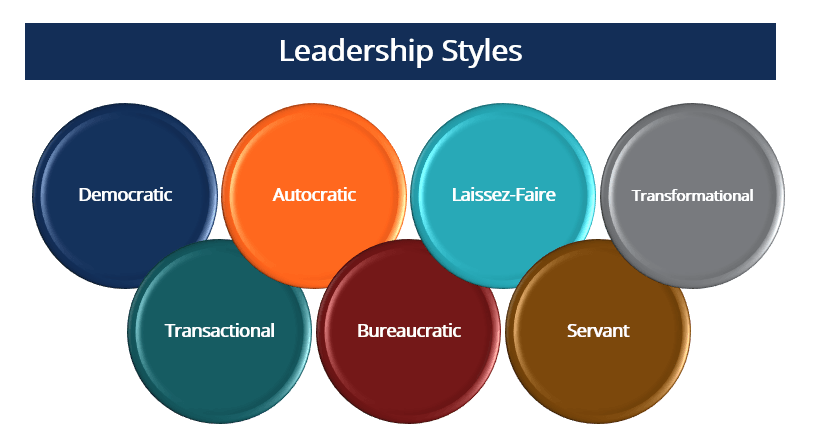 Leadership Styles
Democratic
Autocratic
Laissez-Faire
Transformational
Transactional
Bureaucratic
Servant